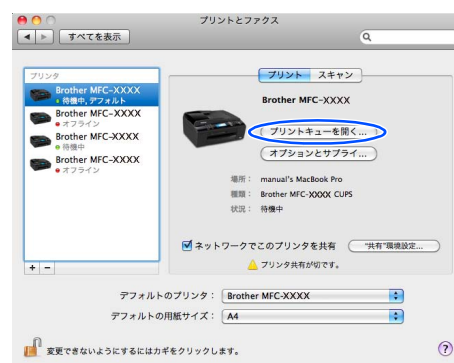 プリントとファクス
すべてを表示
プリンタ
Brother MFC-XXXX
待機中, デフォルト
Brother MFC-XXXX
オフライン
Brother MFC-XXXX
待機中
Brother MFC-XXXX
オフライン
+ −
プリント スキャン
Brother MFC-XXXX
プリントキューを開く...
オプションとサプライ...
場所： manual's MacBook Pro
種類： Brother MFC-XXXX CUPS
状況： 待機中
ネットワークでこのプリンタを共有 "共有"環境設定...
プリンタ共有が切です。
デフォルトのプリンタ： Brother MFC-XXXX
デフォルトの用紙サイズ： A4
変更できないようにするにはカギをクリックします。
?